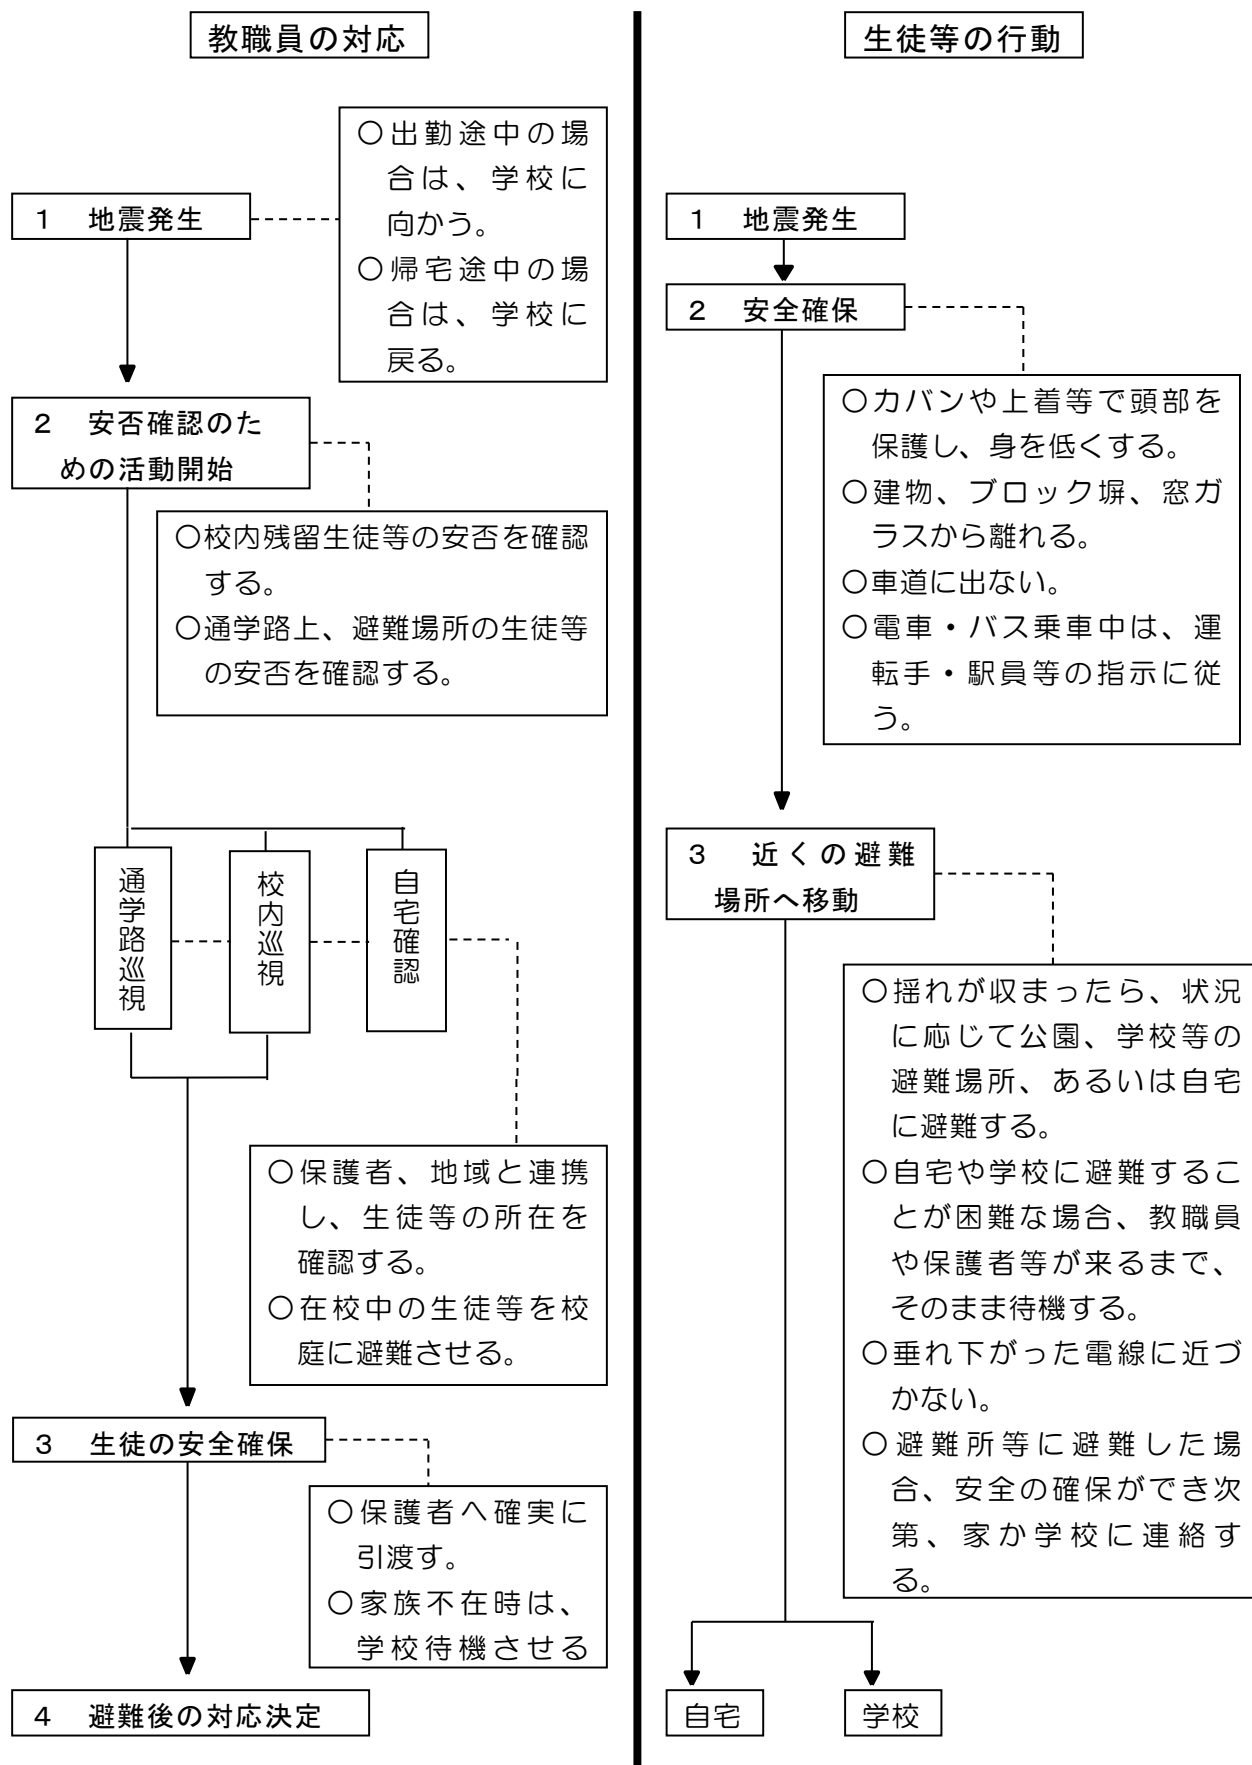 教職員の対応
○出勤途中の場
合は、学校に
向かう。
○帰宅途中の場
合は、学校に
戻る。
1 地震発生
2 安否確認のた
めの活動開始
○校内残留生徒等の安否を確認
する。
○通学路上、避難場所の生徒等
の安否を確認する。
通学路巡視
校内巡視
自宅確認
○保護者、地域と連携
し、生徒等の所在を
確認する。
○在校中の生徒等を校
庭に避難させる。
3 生徒の安全確保
○保護者へ確実に
引渡す。
○家族不在時は、
学校待機させる
4 避難後の対応決定
生徒等の行動
1 地震発生
2 安全確保
○カバンや上着等で頭部を
保護し、身を低くする。
○建物、ブロック塀、窓ガ
ラスから離れる。
○車道に出ない。
○電車・バス乗車中は、運
転手・駅員等の指示に従
う。
3 近くの避難
場所へ移動
○揺れが収まったら、状況
に応じて公園、学校等の
避難場所、あるいは自宅
に避難する。
○自宅や学校に避難するこ
とが困難な場合、教職員
や保護者等が来るまで、
そのまま待機する。
○垂れ下がった電線に近づ
かない。
○避難所等に避難した場
合、安全の確保ができ次
第、家か学校に連絡す
る。
自宅
学校